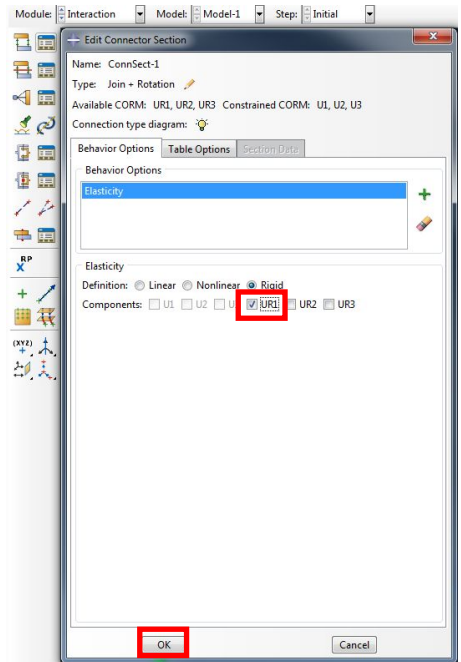 Module: Interaction Model: Model-1 Step: Initial
Edit Connector Section
Name: ConnSect-1
Type: Join + Rotation
Available CORM: UR1, UR2, UR3 Constrained CORM: U1, U2, U3
Connection type diagram:
Behavior Options Table Options Section Data
Behavior Options
Elasticity
Elasticity
Definition: Linear Nonlinear Rigid
Components: U1 U2 U UR1 UR2 UR3
RP
(XYZ)
OK Cancel